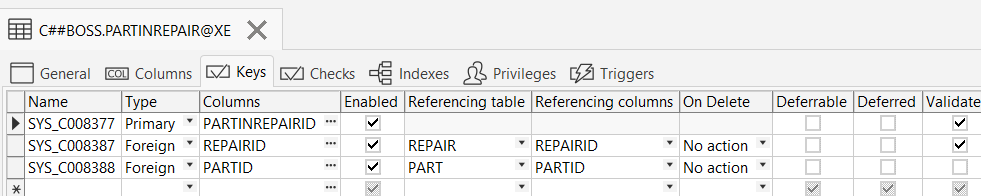 C##BOSS.PARTINREPAIR@XE
General COL Columns Keys Checks Indexes Privileges Triggers
Name Type Columns Enabled Referencing table Referencing columns On Delete Deferrable Deferred Validate
SYS_C008377 Primary PARTINREPAIRID ...
SYS_C008387 Foreign REPAIRID ... REPAIR REPAIRID No action
SYS_C008388 Foreign PARTID ... PART PARTID No action
* ...